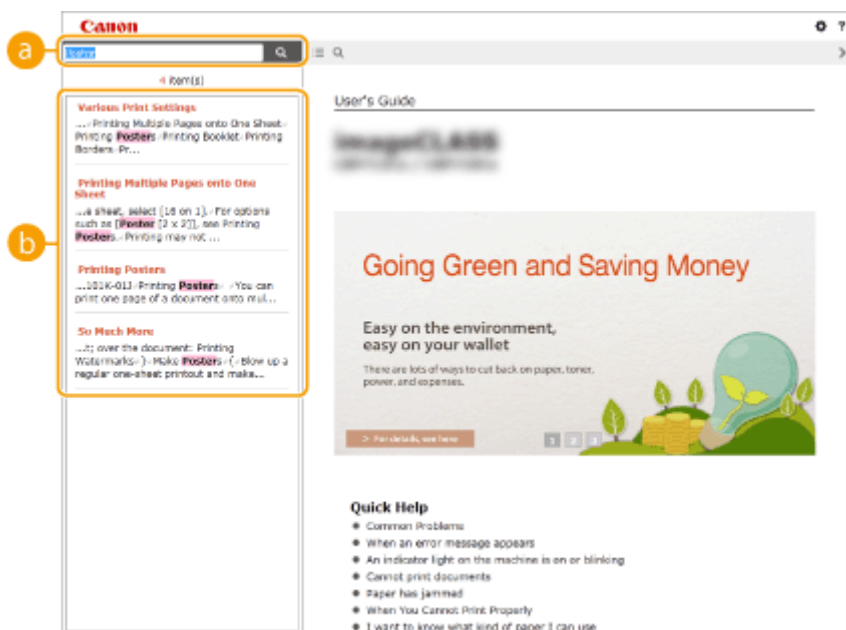 Canon
?
a
4 item(s)
Various Print Settings
...Printing Multiple Pages onto One Sheet
Printing Posters Printing Booklet Printing
Borders Pr...
Printing Multiple Pages onto One
Sheet
...a sheet, select [16 on 1]. For options
such as [Poster [2 x 2]], see Printing
Posters. Printing may not ...
b
Printing Posters
...101K-01J Printing Posters You can
print one page of a document onto mul...
So Much More
...t; over the document: Printing
Watermarks } Make Posters { Blow up a
regular one-sheet printout and make...
User's Guide
imageCLASS
Going Green and Saving Money
Easy on the environment,
easy on your wallet
There are lots of ways to cut back on paper, toner,
power, and expenses.
> For details, see here
1 2 3
Quick Help
Common Problems
When an error message appears
An indicator light on the machine is on or blinking
Cannot print documents
Paper has jammed
When You Cannot Print Properly
I want to know what kind of paper I can use